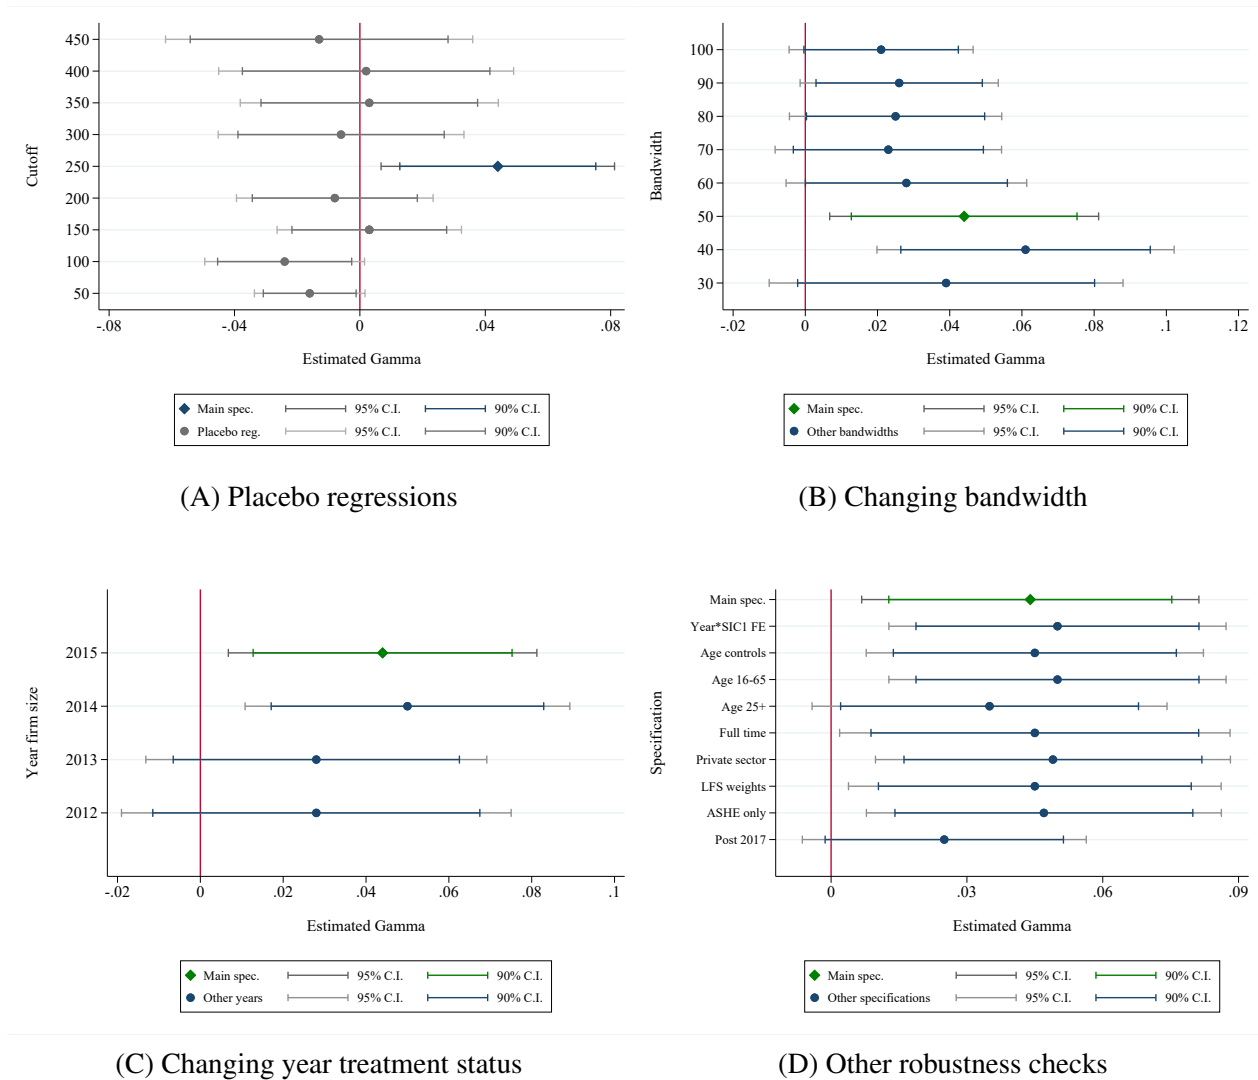 450
400
350
300
250
200
150
100
50
Cutoff
-.08 -.04 0 .04 .08
Estimated Gamma
Main spec. 95% C.I. 90% C.I.
Placebo reg. 95% C.I. 90% C.I.
(A) Placebo regressions
100
90
80
70
60
50
40
30
Bandwidth
-.02 0 .02 .04 .06 .08 .1 .12
Estimated Gamma
Main spec. 95% C.I. 90% C.I.
Other bandwidths 95% C.I. 90% C.I.
(B) Changing bandwidth
2015
2014
2013
2012
Year firm size
-.02 0 .02 .04 .06 .08 .1
Estimated Gamma
Main spec. 95% C.I. 90% C.I.
Other years 95% C.I. 90% C.I.
(C) Changing year treatment status
Main spec.
Year*SIC1 FE
Age controls
Age 16-65
Age 25+
Full time
Private sector
LFS weights
ASHE only
Post 2017
Specification
0 .03 .06 .09
Estimated Gamma
Main spec. 95% C.I. 90% C.I.
Other specifications 95% C.I. 90% C.I.
(D) Other robustness checks